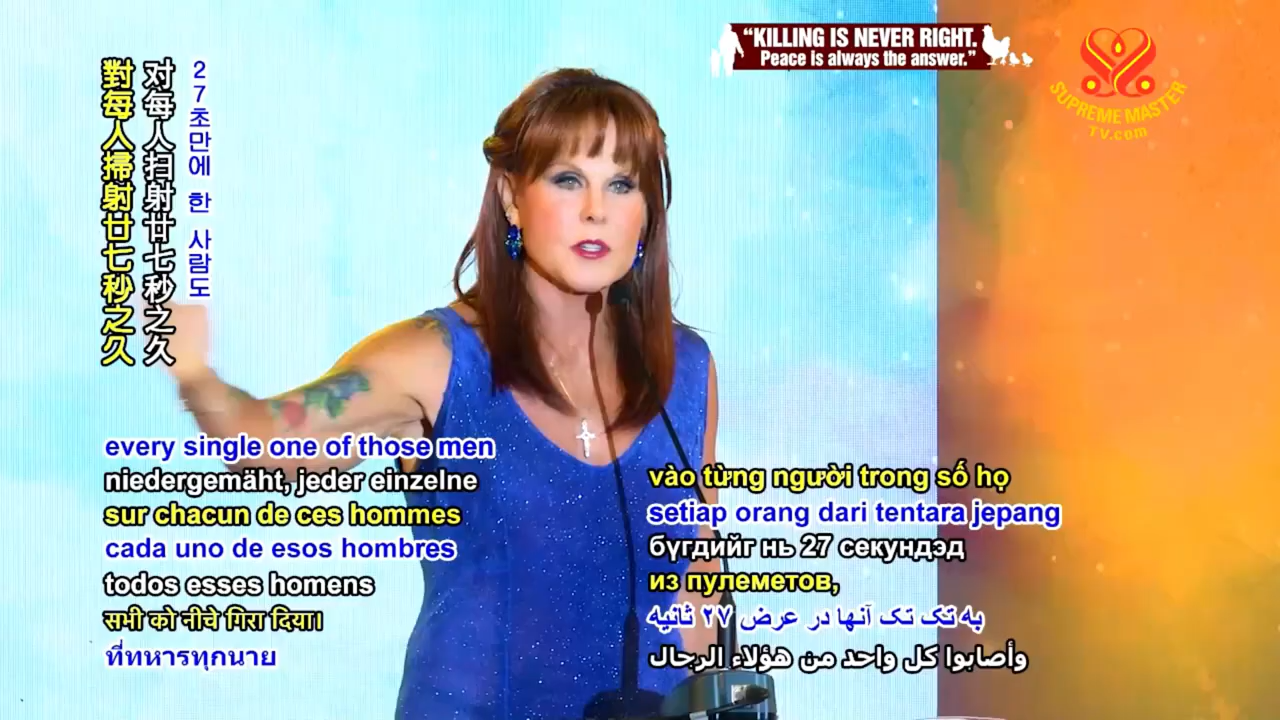 “KILLING IS NEVER RIGHT.
Peace is always the answer.”
SUPREME MASTER
TV.com
對每人掃射廿七秒之久
对每人扫射廿七秒之久
27초만에 한 사람도
every single one of those men
niedergemäht, jeder einzelne
sur chacun de ces hommes
cada uno de esos hombres
todos esses homens
सभी को नीचे गिरा दिया।
ที่ทหารทุกนาย
vào từng người trong số họ
setiap orang dari tentara jepang
бүгдийг нь 27 секундэд
из пулеметов,
به تک تک آنها در عرض ۲۷ ثانیه
وأصابوا كل واحد من هؤلاء الرجال